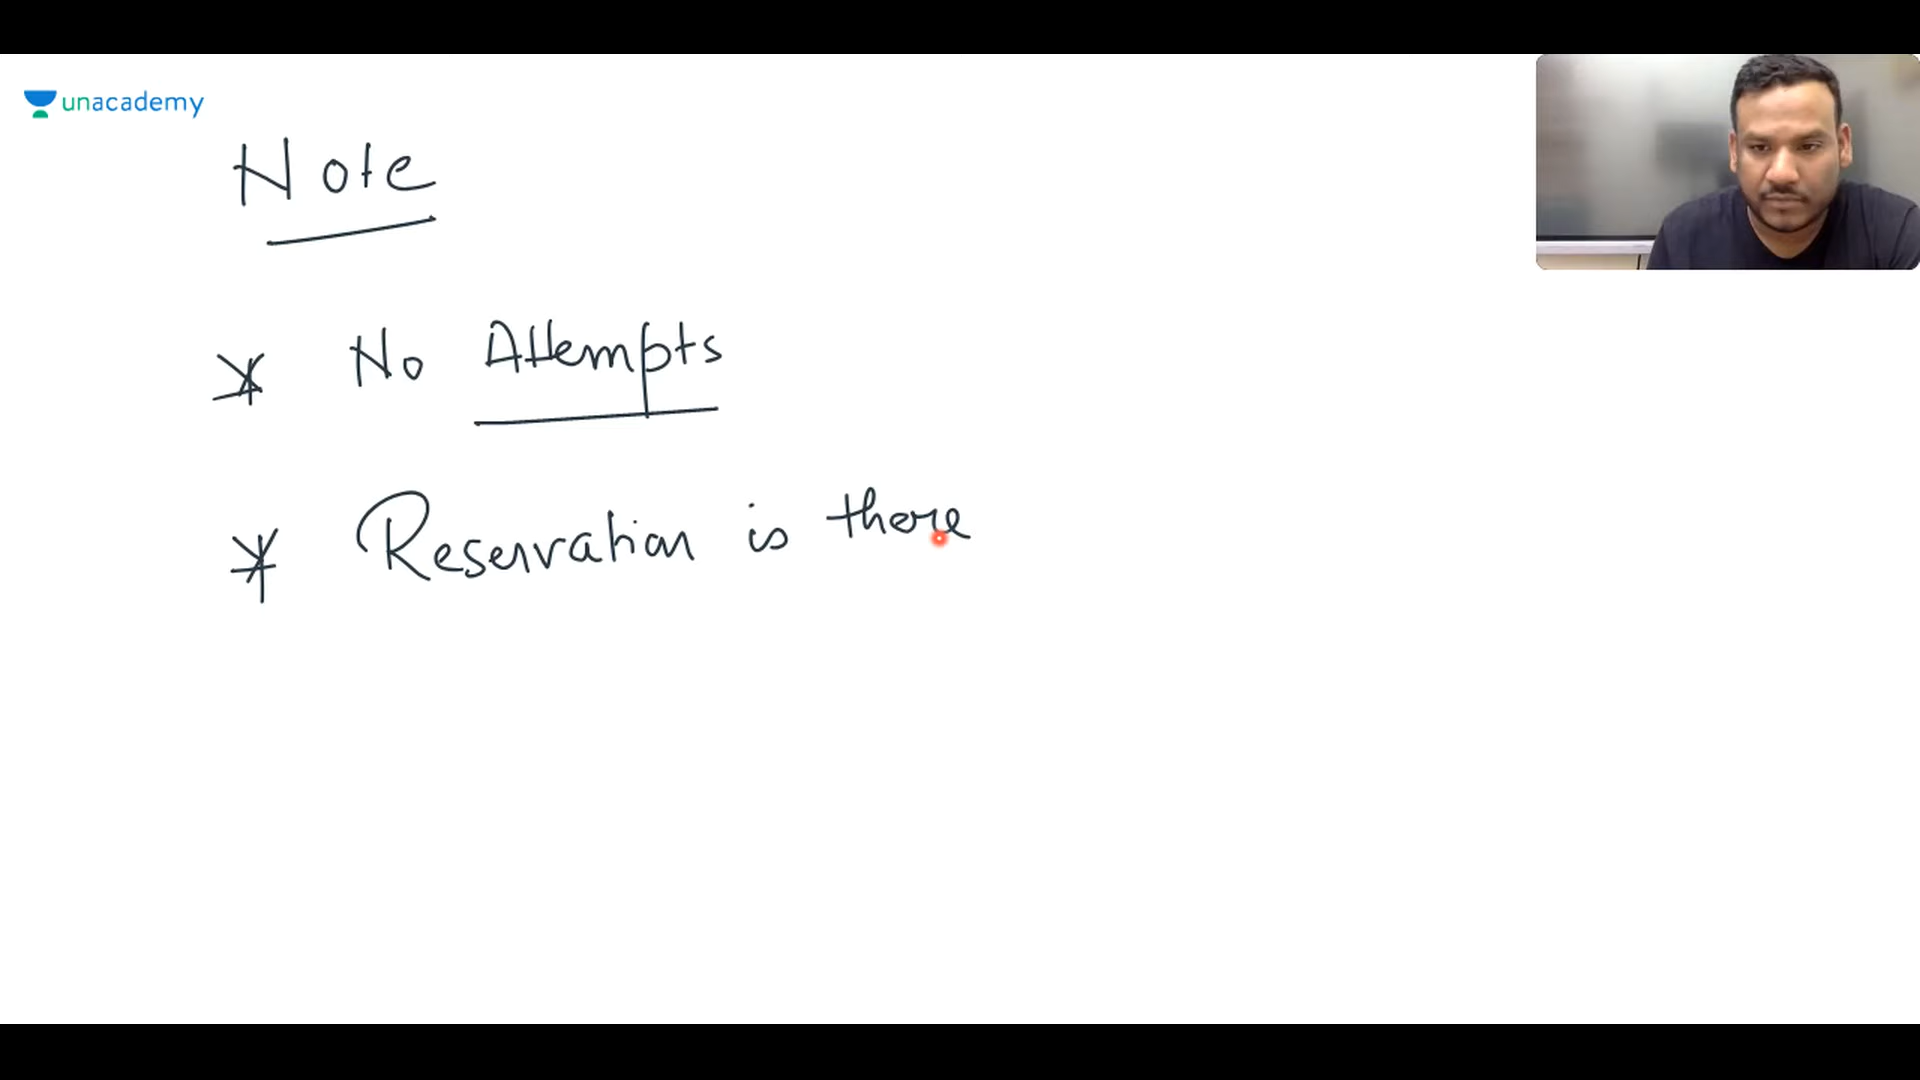 unacademy
Note
* No Attempts
* Reservation is there